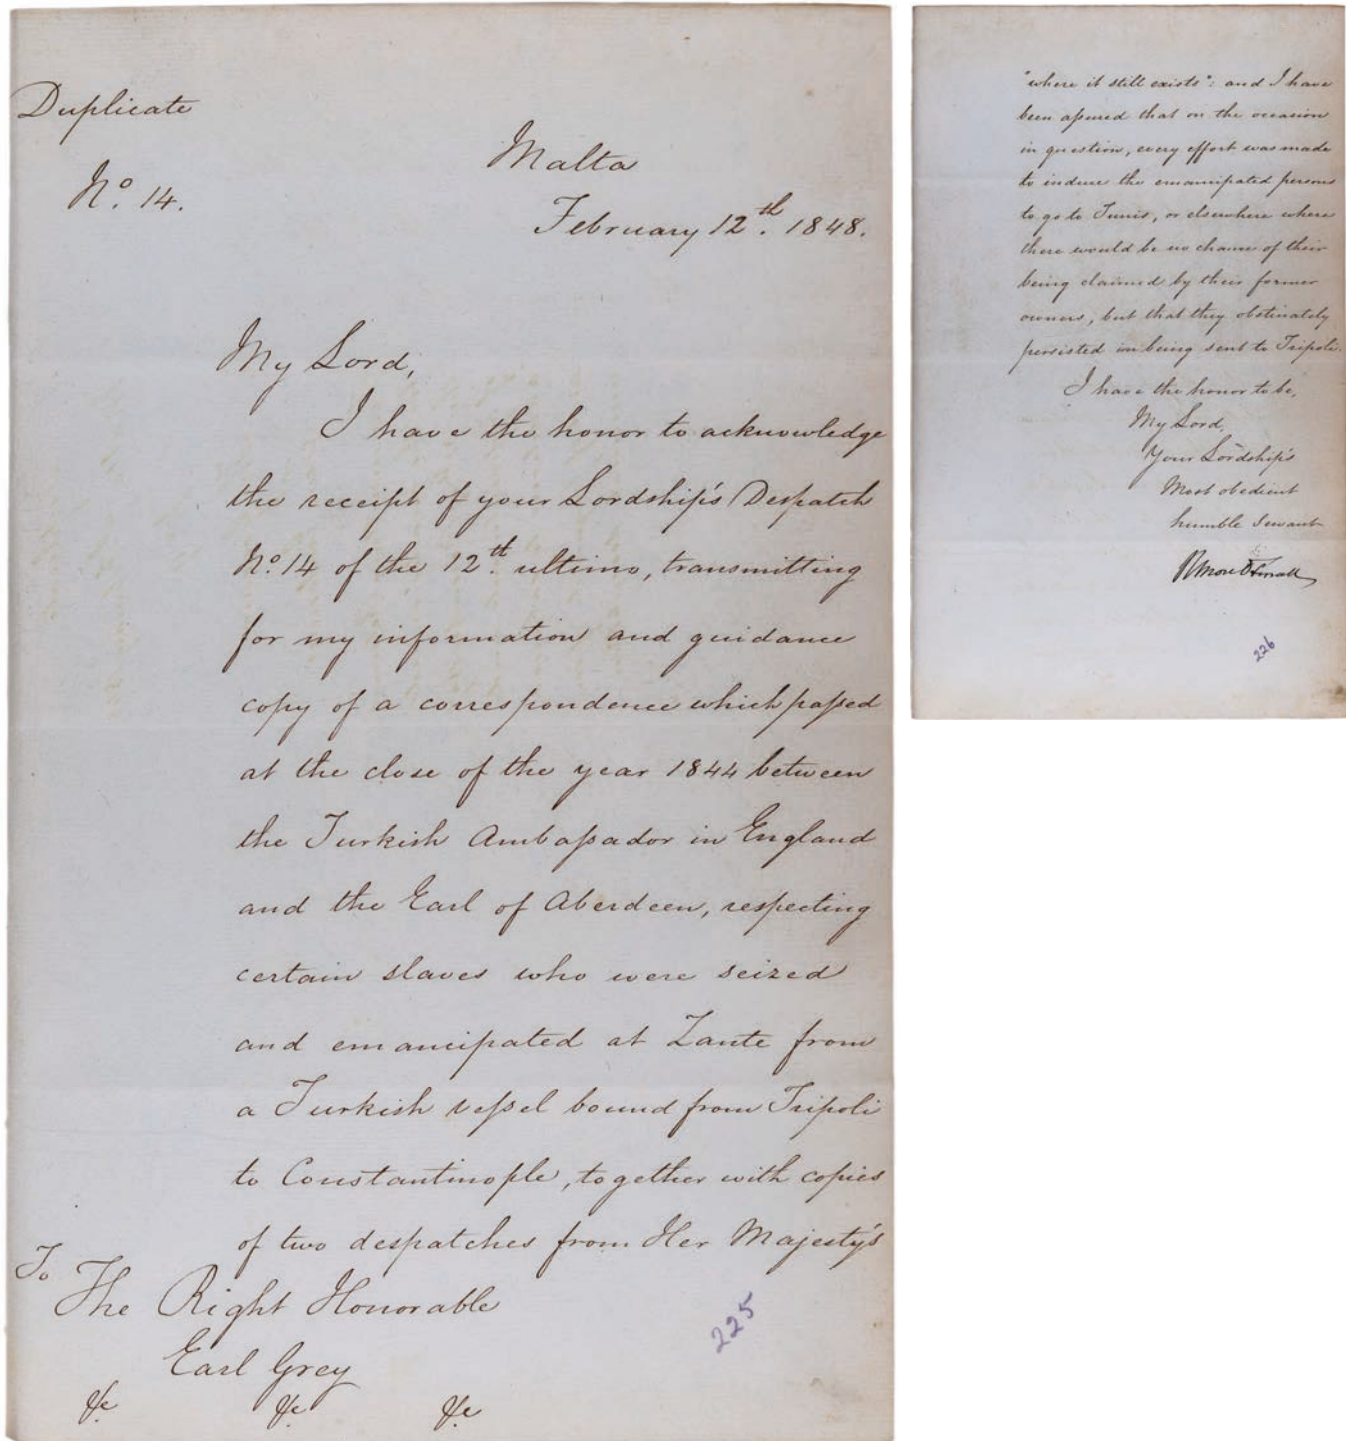 Duplicate
Nº. 14.
Malta
February 12th. 1848.
My Lord,
I have the honor to acknowledge
the receipt of your Lordship's Despatch
Nº. 14 of the 12th. ultimo, transmitting
for my information and guidance
copy of a correspondence which passed
at the close of the year 1844 between
the Turkish Ambassador in England
and the Earl of Aberdeen, respecting
certain slaves who were seized
and emancipated at Zante from
a Turkish vessel bound from Tripoli
to Constantinople, together with copies
of two despatches from Her Majesty's
To
The Right Honorable
Earl Grey
&c &c &c
225
"where it still exists": and I have
been assured that on the occasion
in question, every effort was made
to induce the emancipated persons
to go to Tunis, or elsewhere where
there would be no chance of their
being claimed by their former
owners, but that they obstinately
persisted in being sent to Tripoli.
I have the honor to be,
My Lord,
Your Lordship's
Most obedient
humble Servant
226